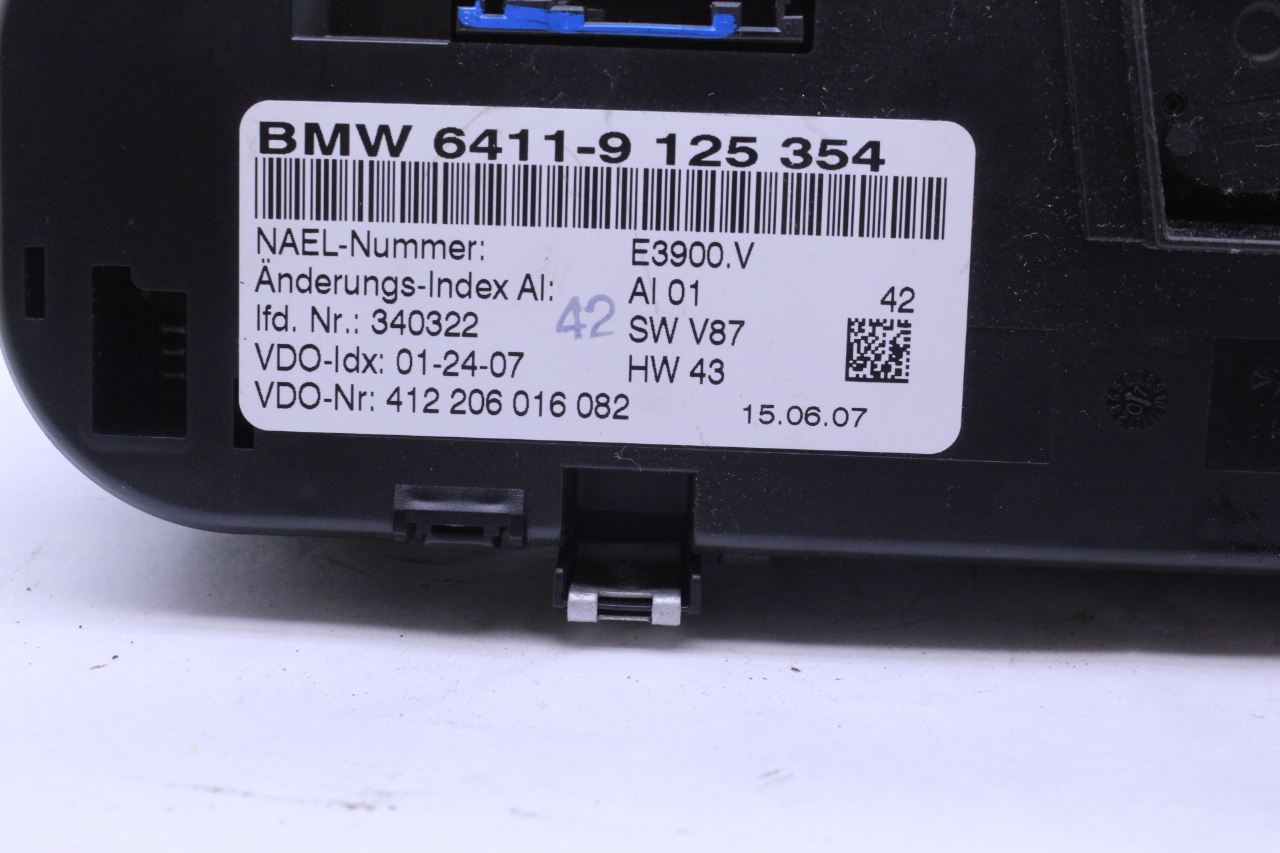 BMW 6411-9 125 354
NAEL-Nummer: E3900.V
Änderungs-Index AI: AI 01 42
lfd. Nr.: 340322 42 SW V87
VDO-Idx: 01-24-07 HW 43
VDO-Nr: 412 206 016 082 15.06.07